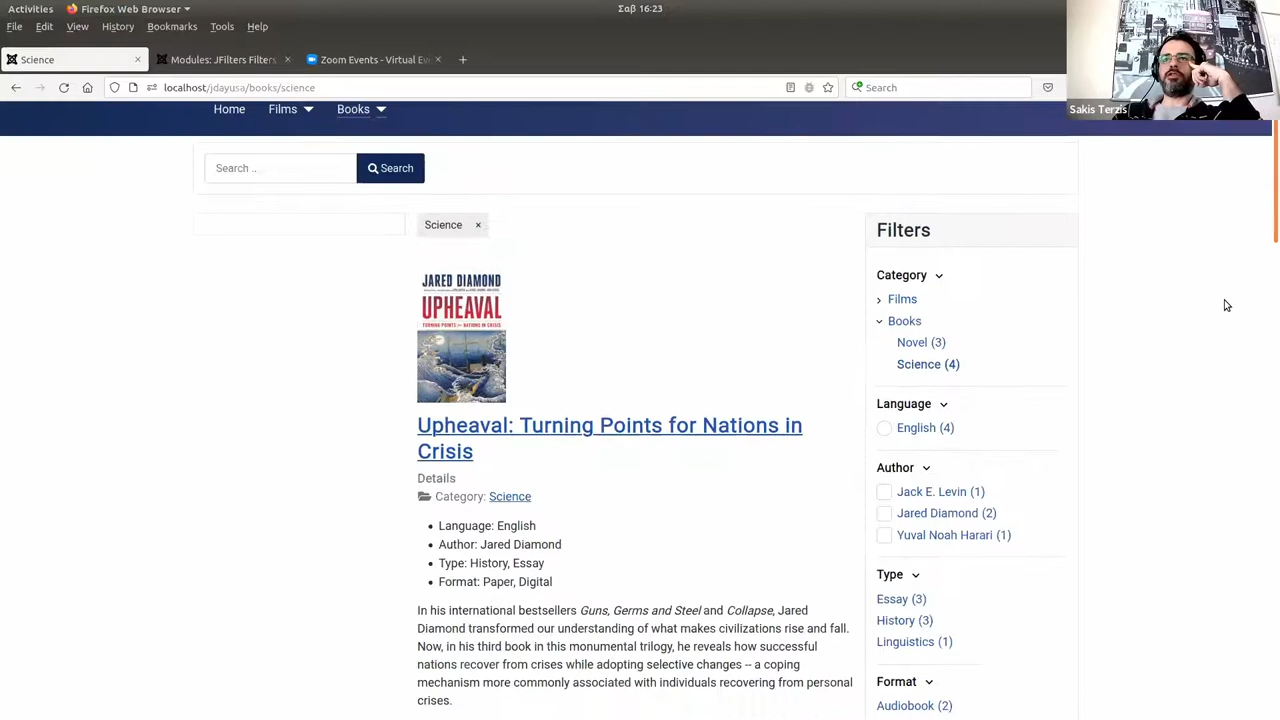 Activities
Firefox Web Browser
Σαβ 16:23
File Edit View History Bookmarks Tools Help
Science
Modules: JFilters Filters
Zoom Events - Virtual Eve
localhost/jdayusa/books/science
Search
Sakis Terzis
Home Films Books
Search ..
Search
Science ×
JARED DIAMOND
UPHEAVAL
TURNING POINTS for NATIONS IN CRISIS
Upheaval: Turning Points for Nations in
Crisis
Details
Category: Science
Language: English
Author: Jared Diamond
Type: History, Essay
Format: Paper, Digital
In his international bestsellers Guns, Germs and Steel and Collapse, Jared
Diamond transformed our understanding of what makes civilizations rise and fall.
Now, in his third book in this monumental trilogy, he reveals how successful
nations recover from crises while adopting selective changes -- a coping
mechanism more commonly associated with individuals recovering from personal
crises.
Filters
Category
Films
Books
Novel (3)
Science (4)
Language
English (4)
Author
Jack E. Levin (1)
Jared Diamond (2)
Yuval Noah Harari (1)
Type
Essay (3)
History (3)
Linguistics (1)
Format
Audiobook (2)